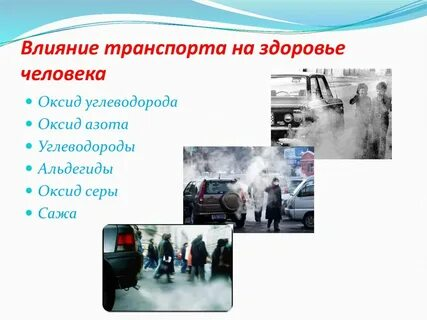 Влияние транспорта на здоровье
человека
Оксид углеводорода
Оксид азота
Углеводороды
Альдегиды
Оксид серы
Сажа